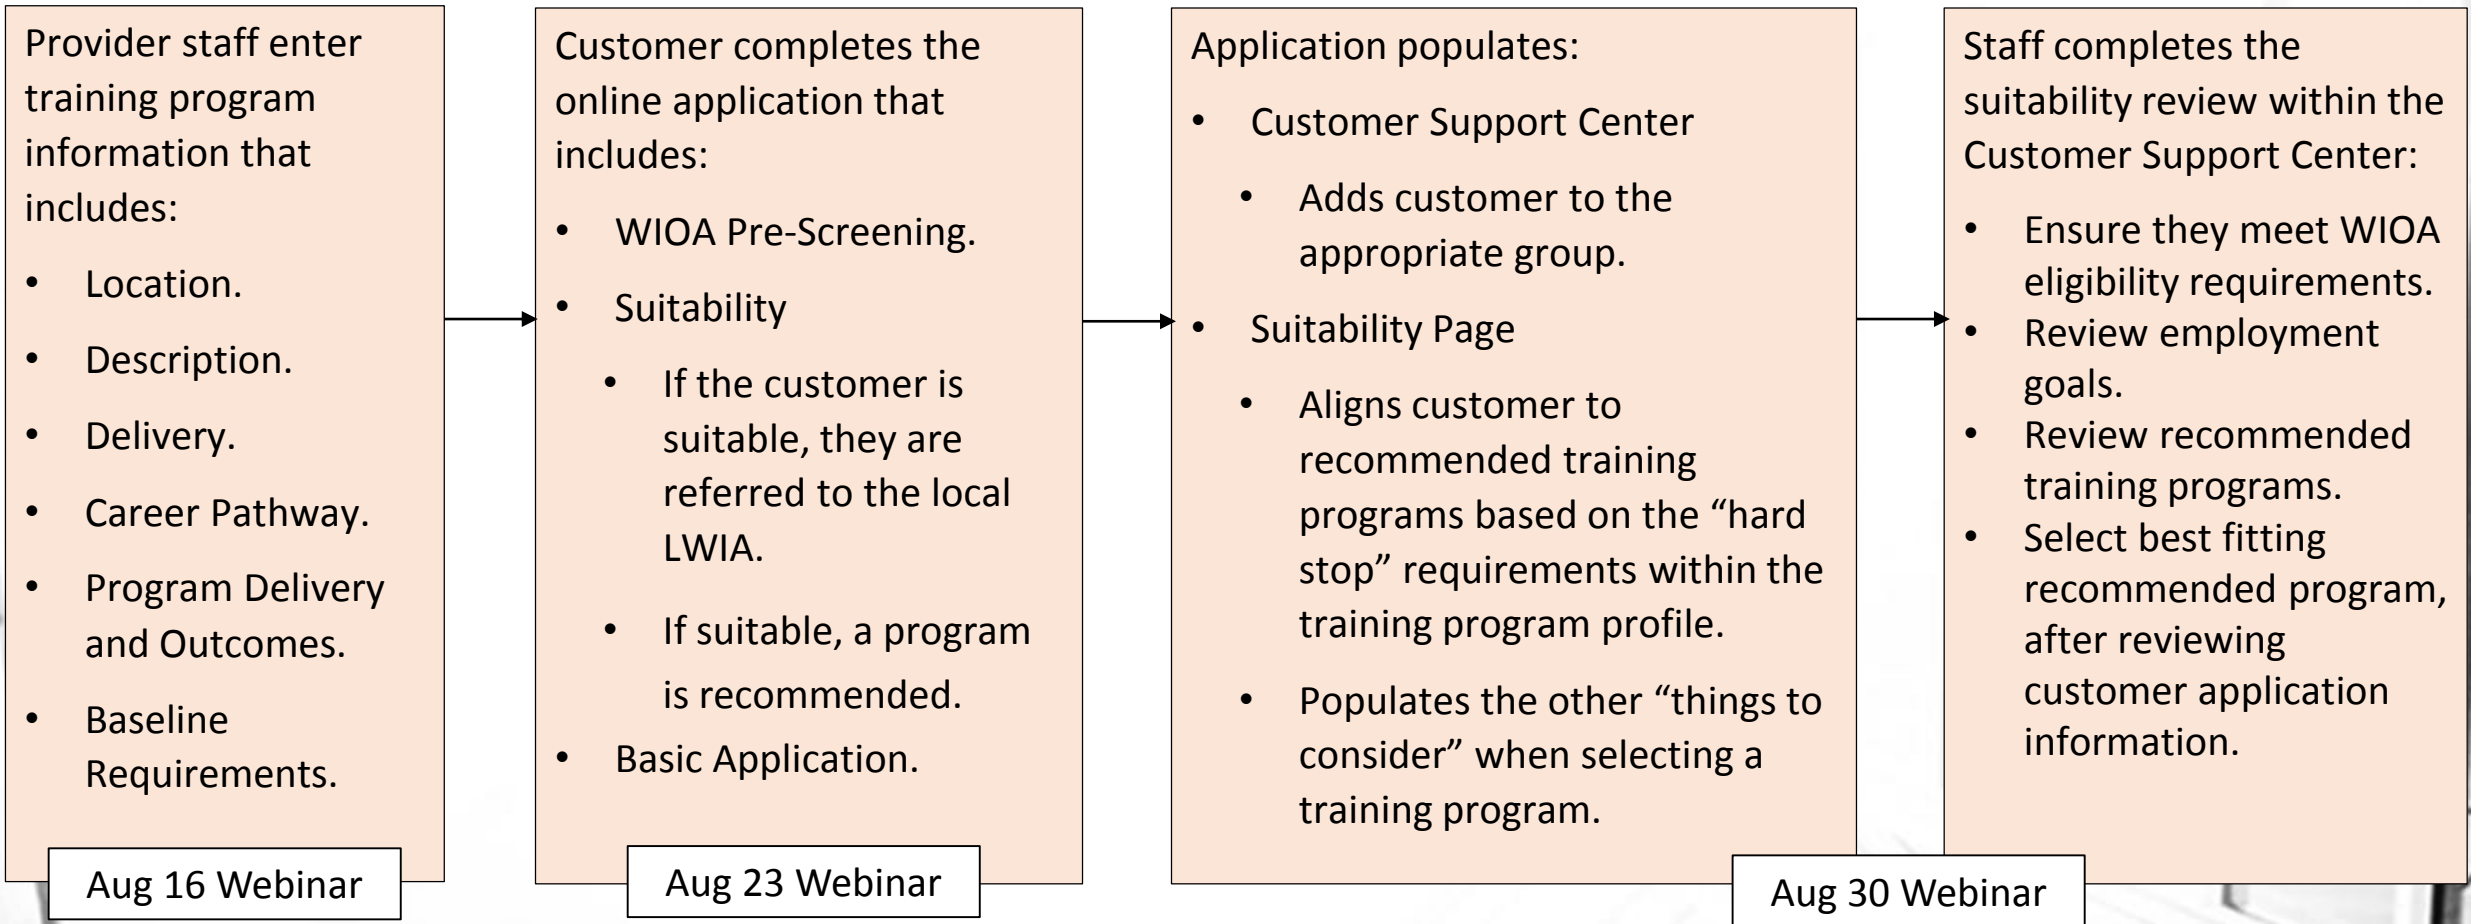 Provider staff enter
training program
information that
includes:
• Location.
• Description.
• Delivery.
• Career Pathway.
• Program Delivery
and Outcomes.
• Baseline
Requirements.
Aug 16 Webinar
Customer completes the
online application that
includes:
• WIOA Pre-Screening.
• Suitability
• If the customer is
suitable, they are
referred to the local
LWIA.
• If suitable, a program
is recommended.
• Basic Application.
Aug 23 Webinar
Application populates:
• Customer Support Center
• Adds customer to the
appropriate group.
• Suitability Page
• Aligns customer to
recommended training
programs based on the “hard
stop” requirements within the
training program profile.
• Populates the other “things to
consider” when selecting a
training program.
Staff completes the
suitability review within the
Customer Support Center:
• Ensure they meet WIOA
eligibility requirements.
• Review employment
goals.
• Review recommended
training programs.
• Select best fitting
recommended program,
after reviewing
customer application
information.
Aug 30 Webinar